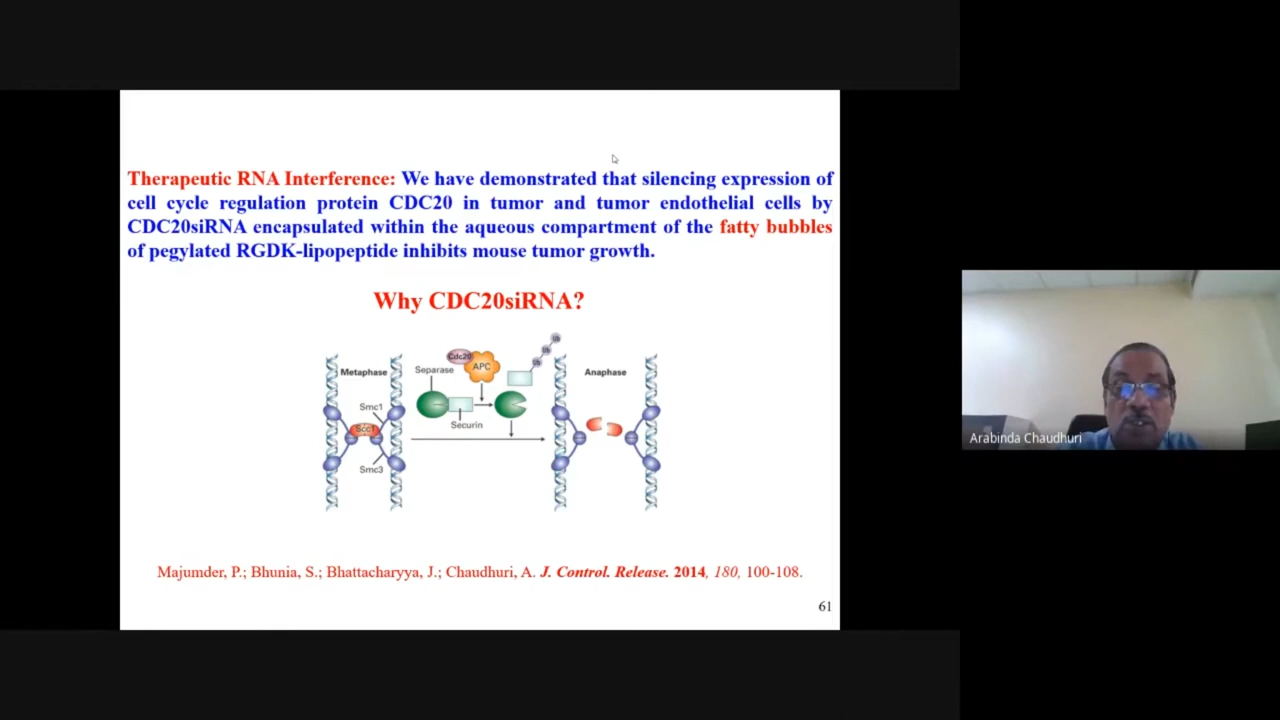 Therapeutic RNA Interference: We have demonstrated that silencing expression of
cell cycle regulation protein CDC20 in tumor and tumor endothelial cells by
CDC20siRNA encapsulated within the aqueous compartment of the fatty bubbles
of pegylated RGDK-lipopeptide inhibits mouse tumor growth.
Why CDC20siRNA?
Metaphase
Separase
Cdc20
APC
Ub
Ub
Ub
Anaphase
Smc1
Scc1
Securin
Smc3
Majumder, P.; Bhunia, S.; Bhattacharyya, J.; Chaudhuri, A. J. Control. Release. 2014, 180, 100-108.
61
Arabinda Chaudhuri